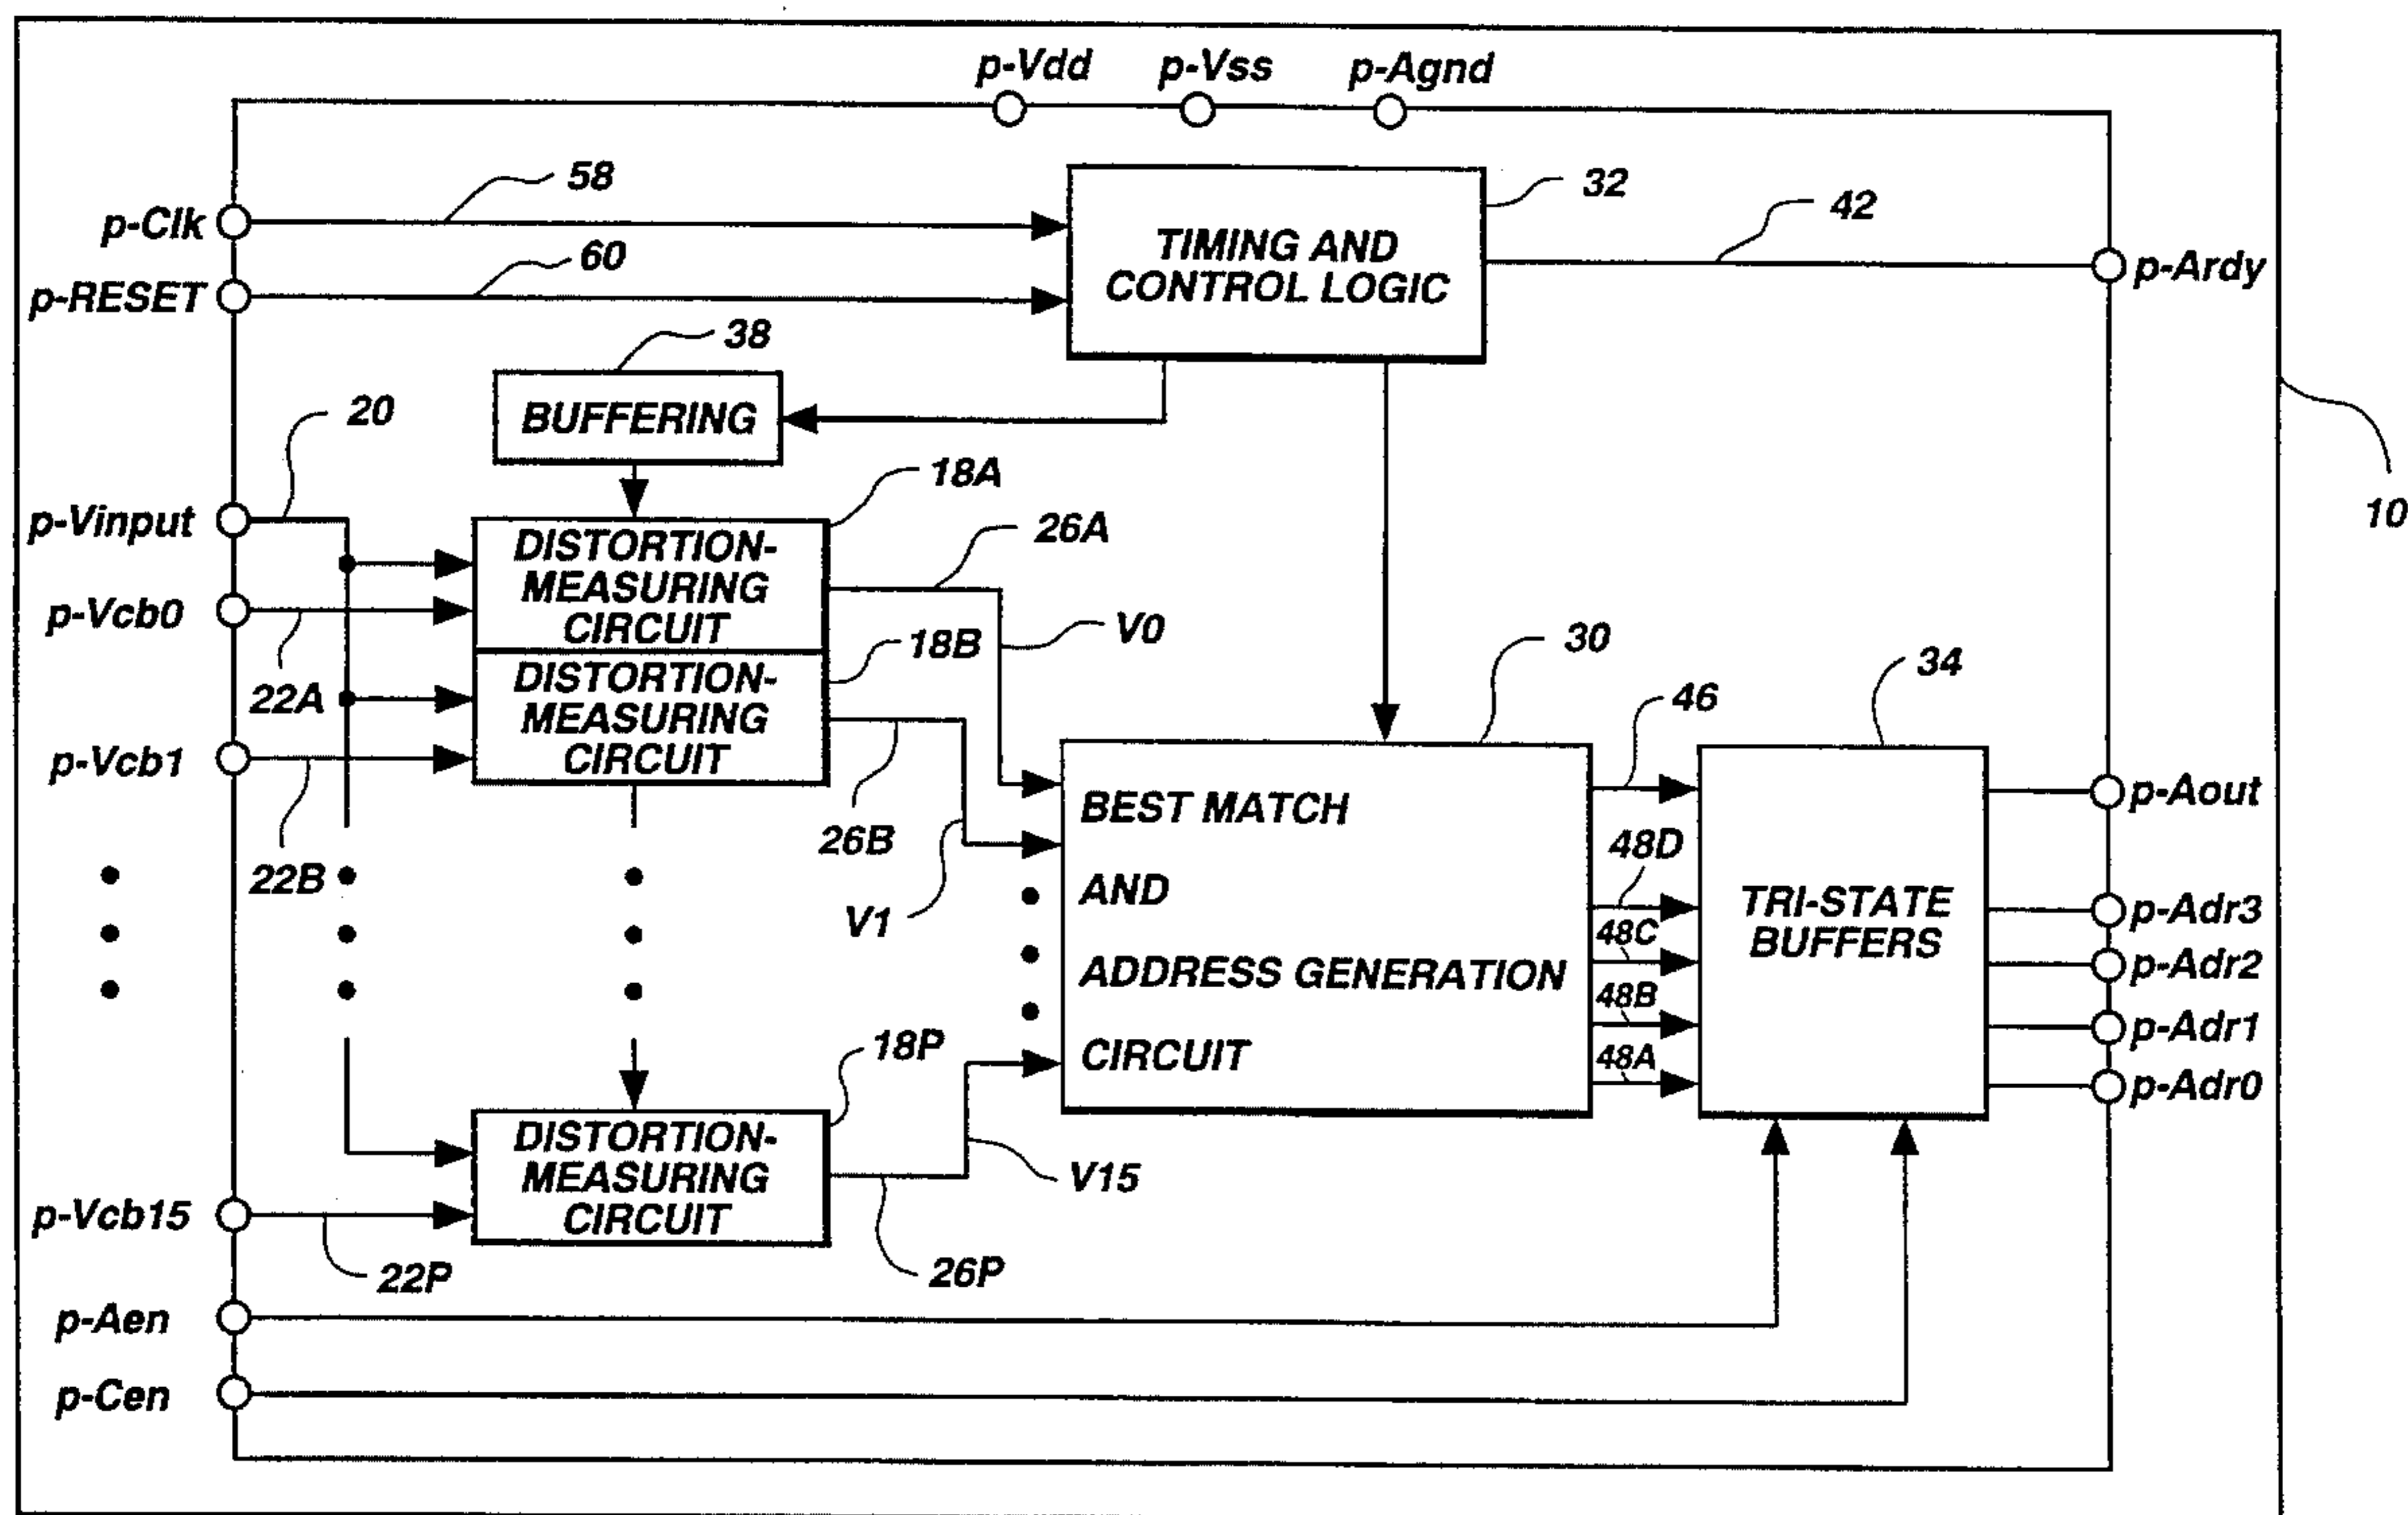 p-Vdd p-Vss p-Agnd
58
32
42
p-Clk
TIMING AND
CONTROL LOGIC
60
p-RESET
p-Ardy
38
BUFFERING
20
10
18A
p-Vinput
DISTORTION-
MEASURING
CIRCUIT
26A
p-Vcb0
V0
22A
18B
DISTORTION-
MEASURING
CIRCUIT
30
34
46
p-Vcb1
22B
26B
V1
BEST MATCH
AND
ADDRESS GENERATION
CIRCUIT
48D
48C
48B
48A
TRI-STATE
BUFFERS
p-Aout
p-Adr3
p-Adr2
p-Adr1
p-Adr0
18P
DISTORTION-
MEASURING
CIRCUIT
V15
p-Vcb15
22P
26P
p-Aen
p-Cen